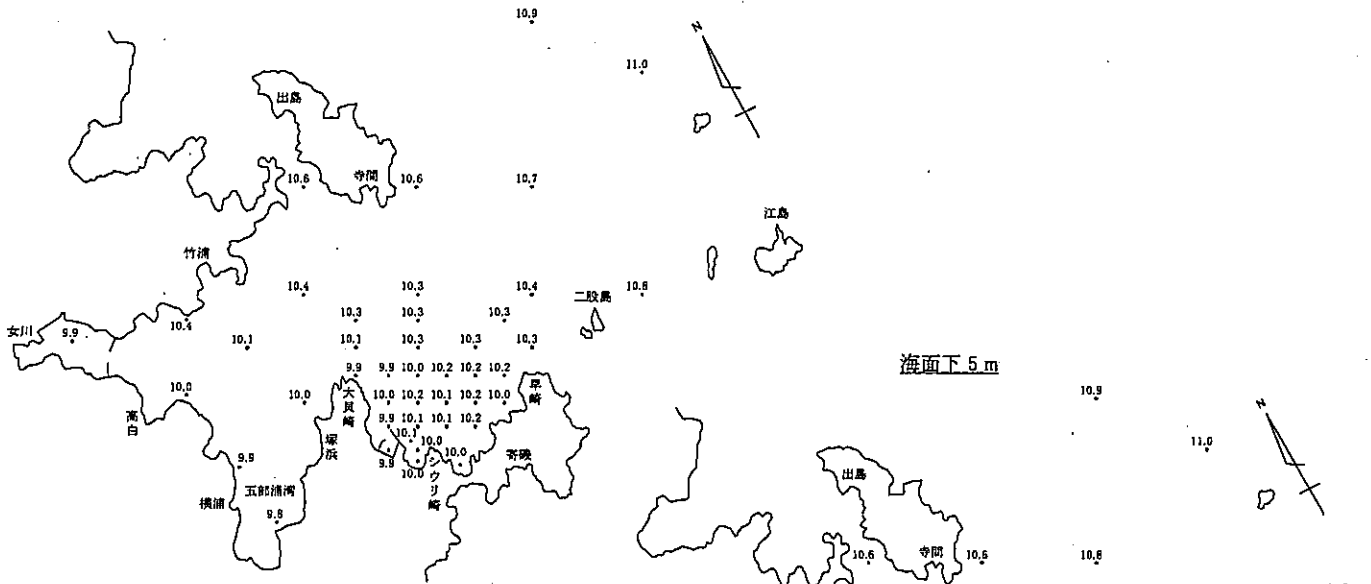 10.9
N
11.0
出島
寺間
10.6 10.6 10.7
江島
竹浦
10.4 10.3 10.4 二股島 10.8
10.3 10.3 10.3
女川 9.9 10.4 10.1 10.1 10.3 10.3 10.3
海面下 5 m
9.9 9.9 10.0 10.2 10.2 10.2
10.0 10.0 10.0 10.2 10.1 10.2 10.0
高白 大貝崎 早崎
9.9 10.1 10.1 10.2
塚浜 10.1 10.0
9.9 9.9 10.0 10.0
シウリ崎 寄磯
横浦 五部浦湾
9.8
10.9
N
11.0
出島
寺間
10.6 10.6 10.8